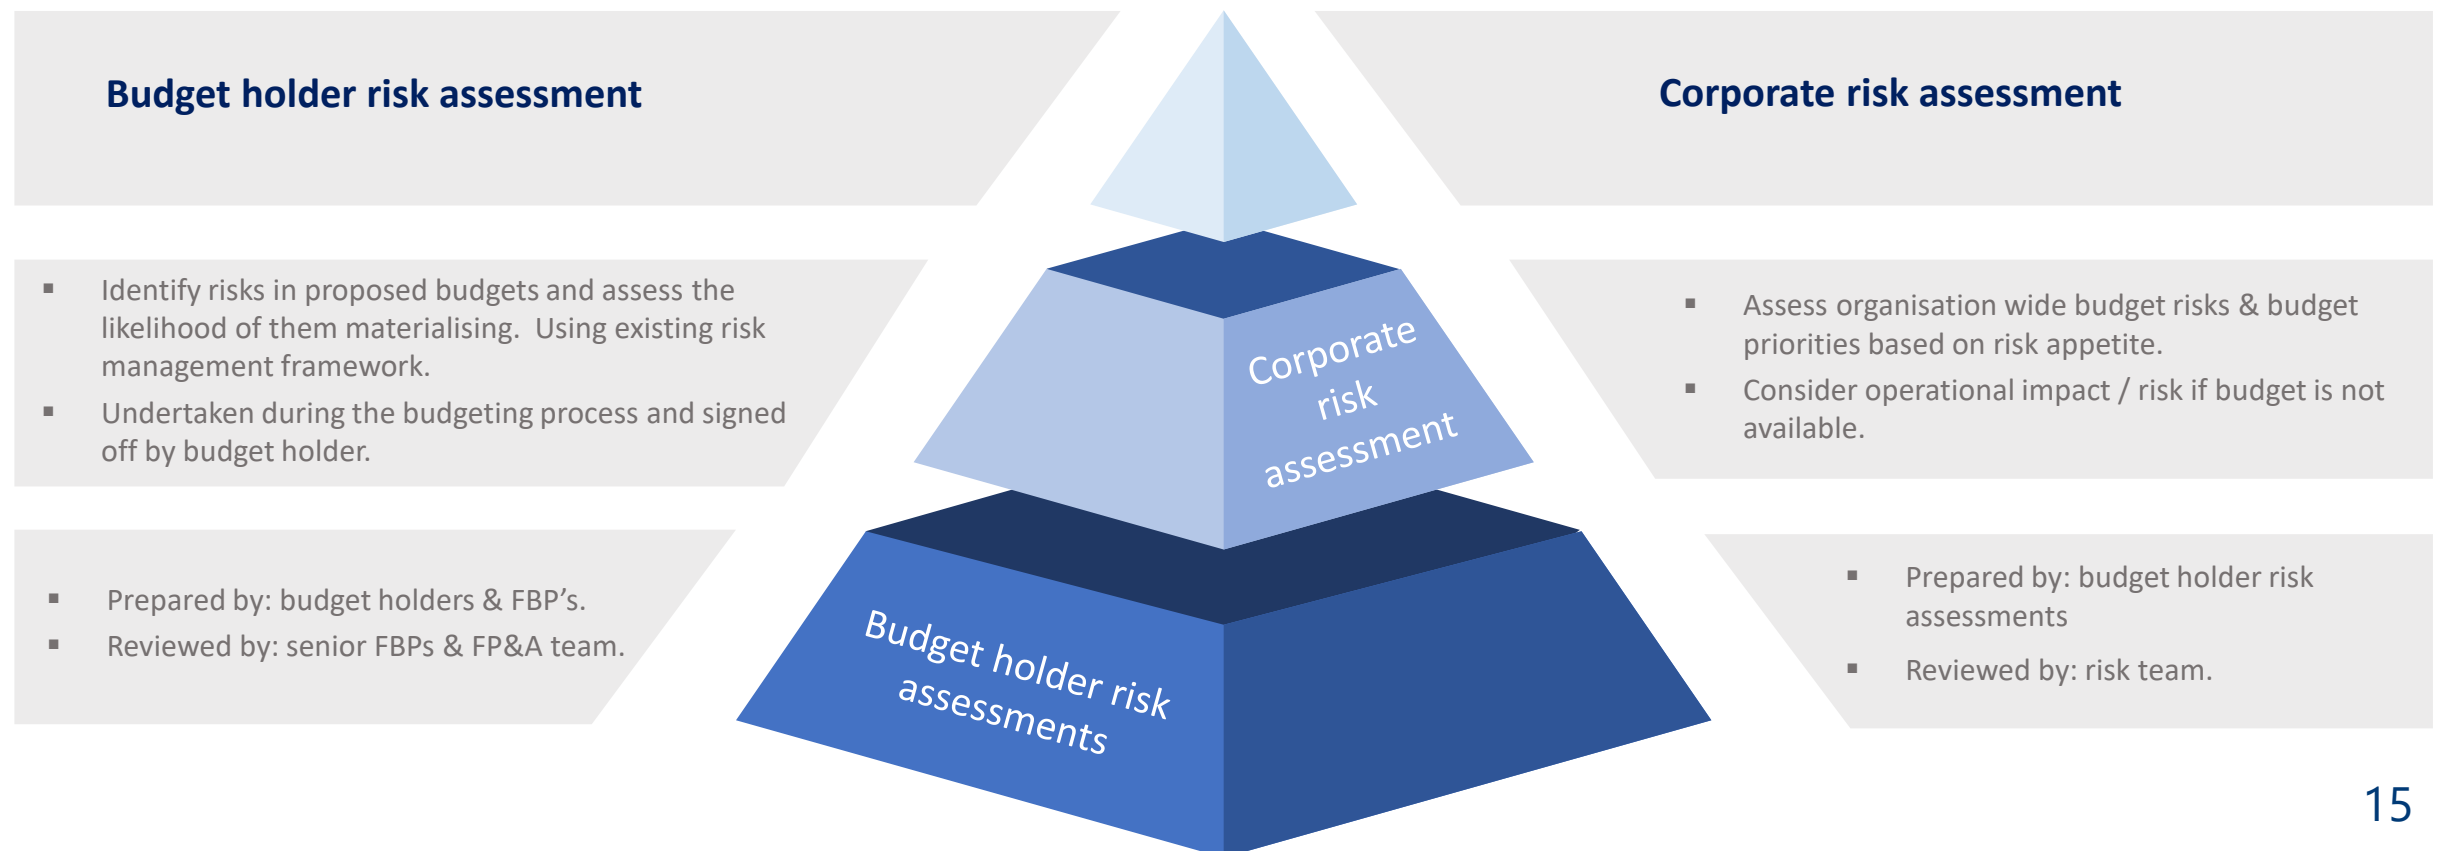 Budget holder risk assessment
▪ Identify risks in proposed budgets and assess the
likelihood of them materialising.  Using existing risk
management framework.
▪ Undertaken during the budgeting process and signed
off by budget holder.
▪ Prepared by: budget holders & FBP’s.
▪ Reviewed by: senior FBPs & FP&A team.
Corporate
risk
assessment
Budget holder risk
assessments
Corporate risk assessment
▪ Assess organisation wide budget risks & budget
priorities based on risk appetite.
▪ Consider operational impact / risk if budget is not
available.
▪ Prepared by: budget holder risk
assessments
▪ Reviewed by: risk team.
15